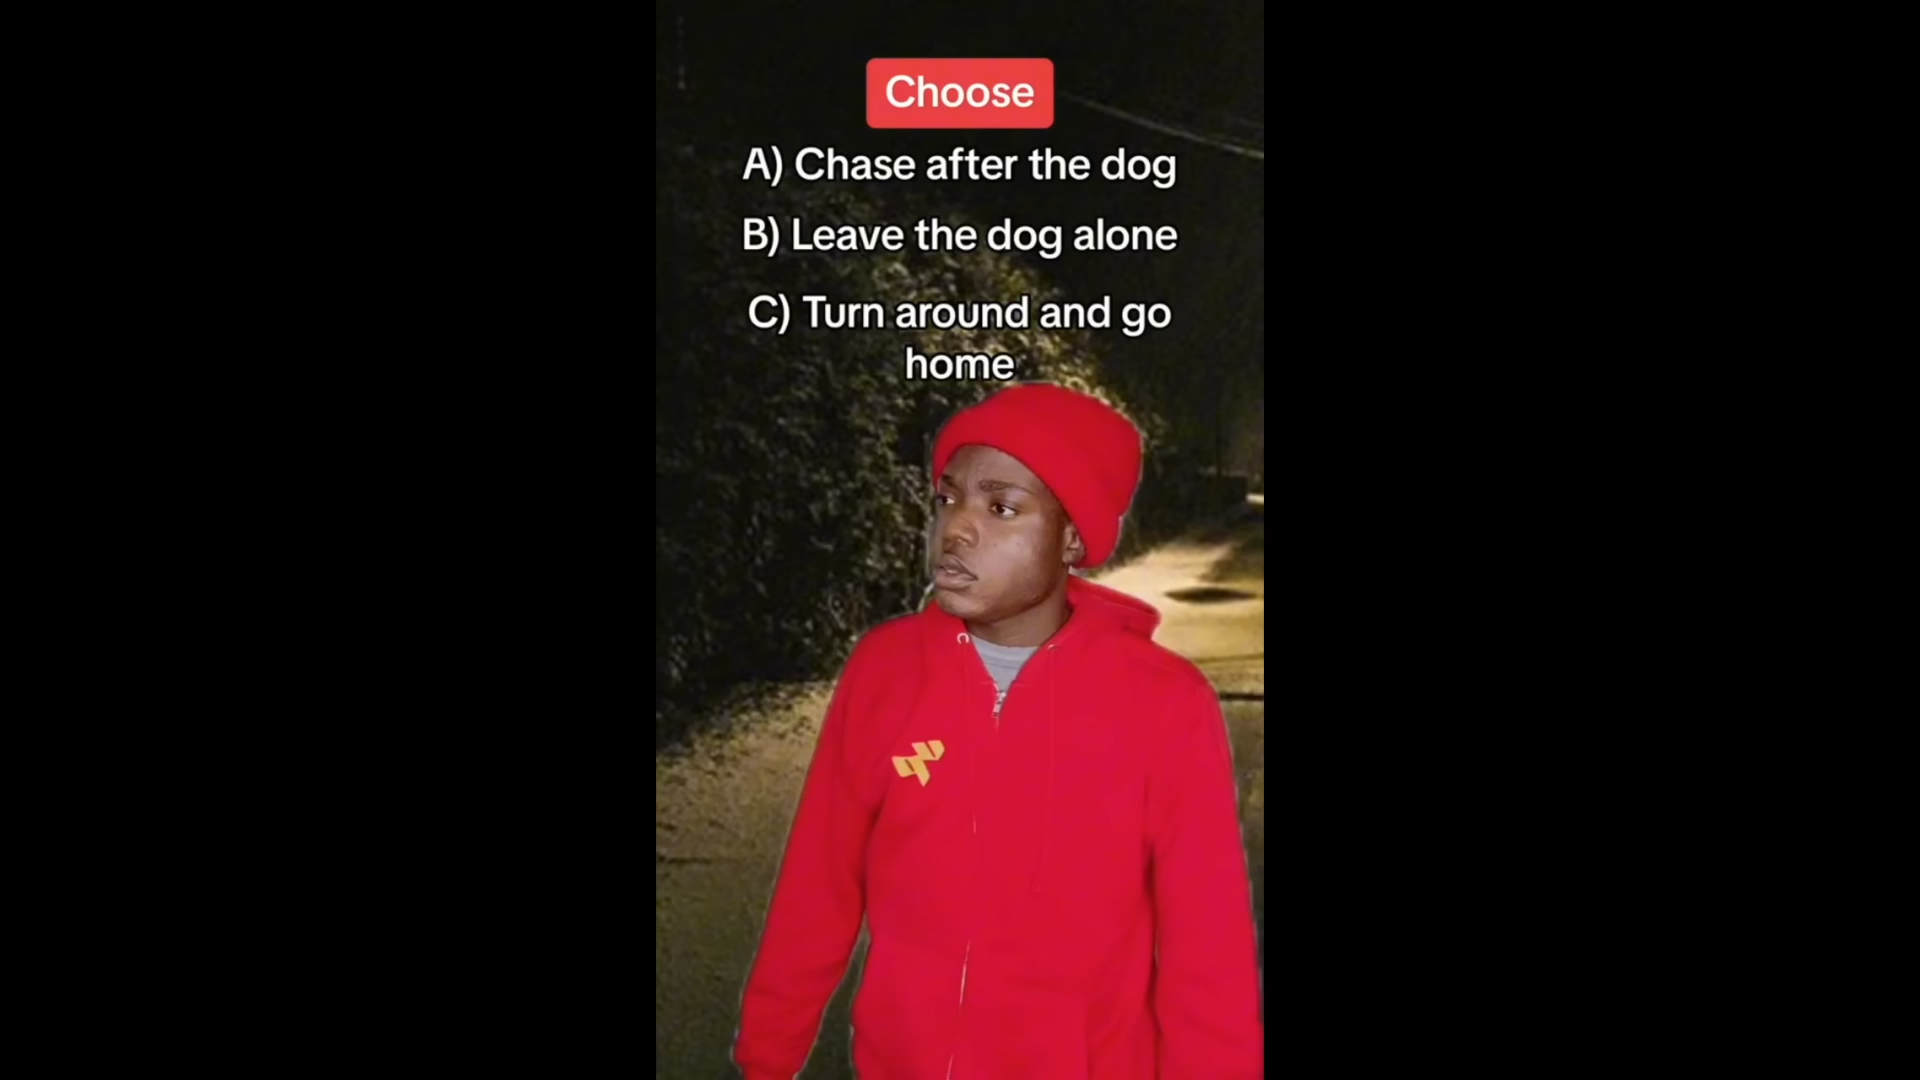 Choose
A) Chase after the dog
B) Leave the dog alone
C) Turn around and go
home